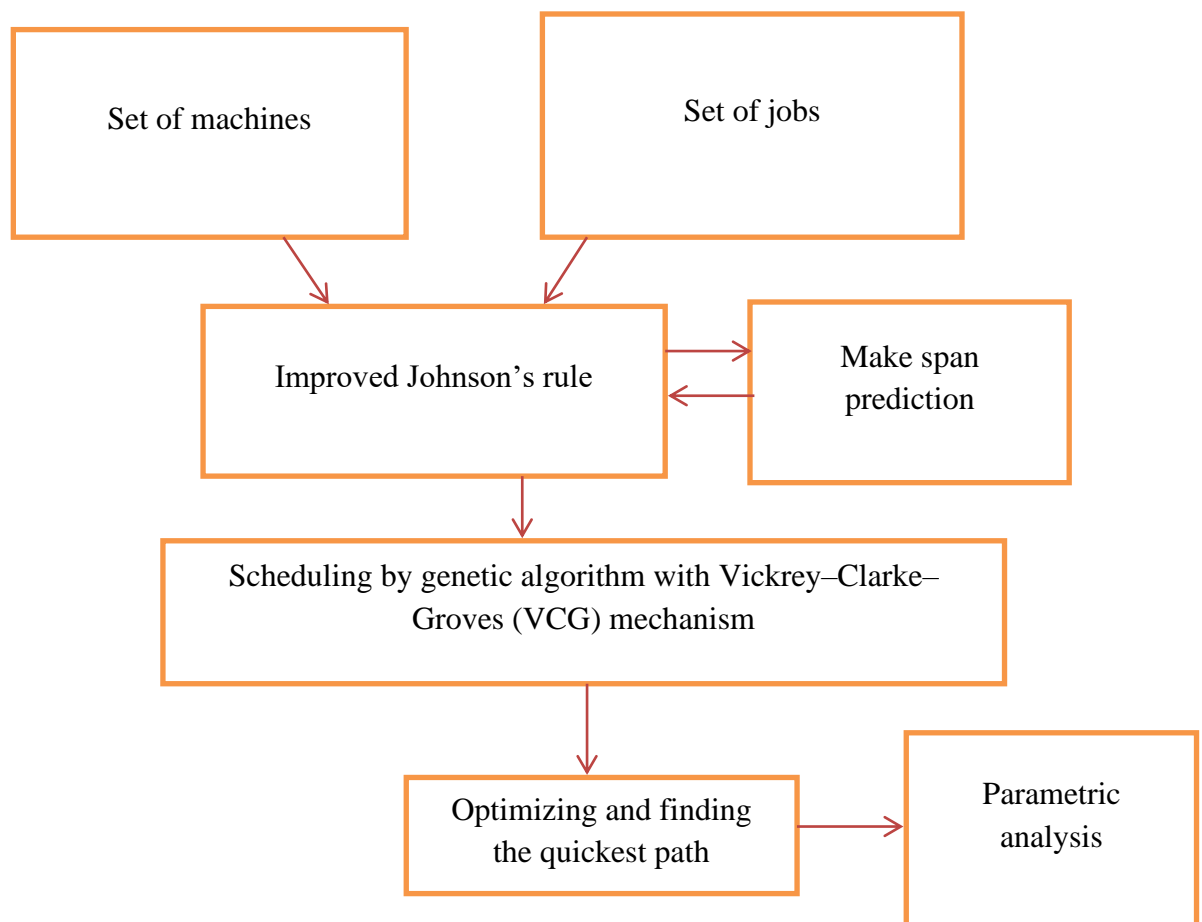 Set of machines
Set of jobs
Improved Johnson’s rule
Make span
prediction
Scheduling by genetic algorithm with Vickrey–Clarke–
Groves (VCG) mechanism
Optimizing and finding
the quickest path
Parametric
analysis